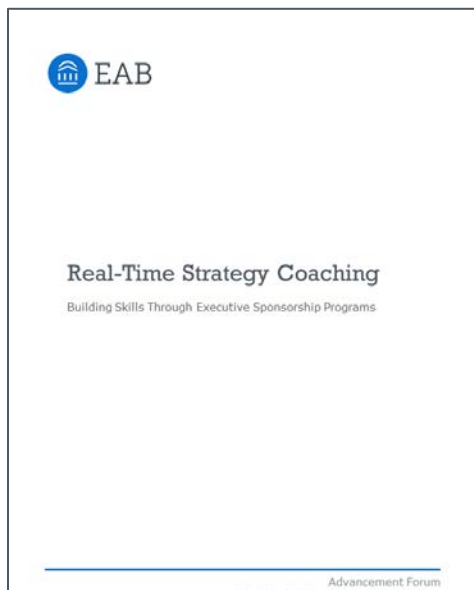 EAB
Real-Time Strategy Coaching
Building Skills Through Executive Sponsorship Programs
Advancement Forum